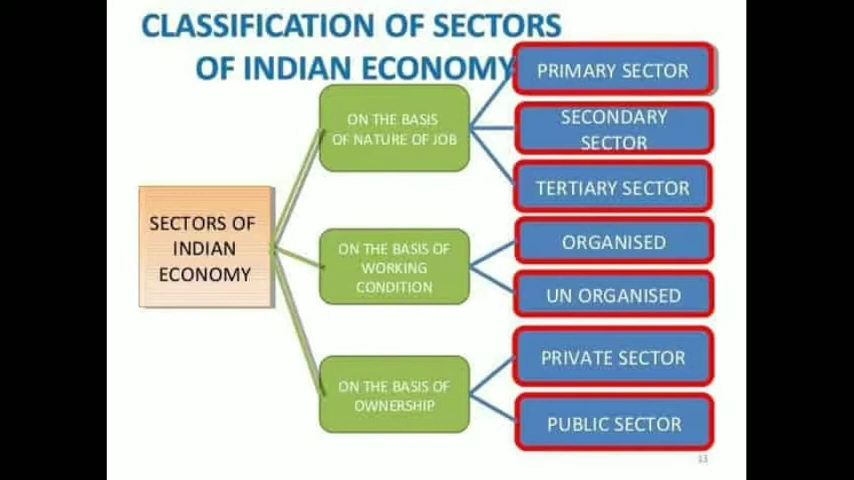 CLASSIFICATION OF SECTORS
OF INDIAN ECONOMY
PRIMARY SECTOR
ON THE BASIS
OF NATURE OF JOB
SECONDARY
SECTOR
TERTIARY SECTOR
SECTORS OF
INDIAN
ECONOMY
ON THE BASIS OF
WORKING
CONDITION
ORGANISED
UN ORGANISED
ON THE BASIS OF
OWNERSHIP
PRIVATE SECTOR
PUBLIC SECTOR
13